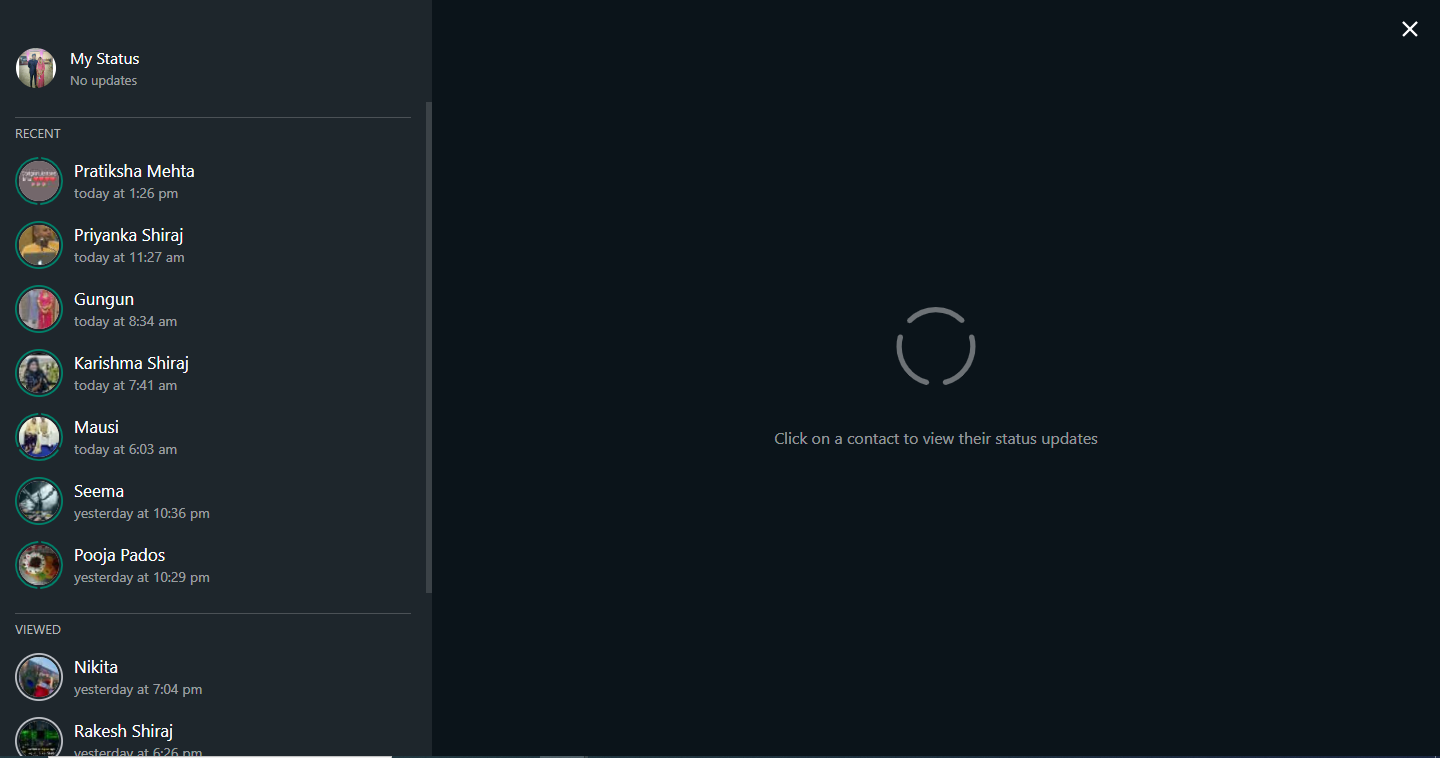 My Status
No updates
RECENT
Pratiksha Mehta
today at 1:26 pm
Priyanka Shiraj
today at 11:27 am
Gungun
today at 8:34 am
Karishma Shiraj
today at 7:41 am
Mausi
today at 6:03 am
Seema
yesterday at 10:36 pm
Pooja Pados
yesterday at 10:29 pm
VIEWED
Nikita
yesterday at 7:04 pm
Rakesh Shiraj
yesterday at 6:26 pm
Click on a contact to view their status updates